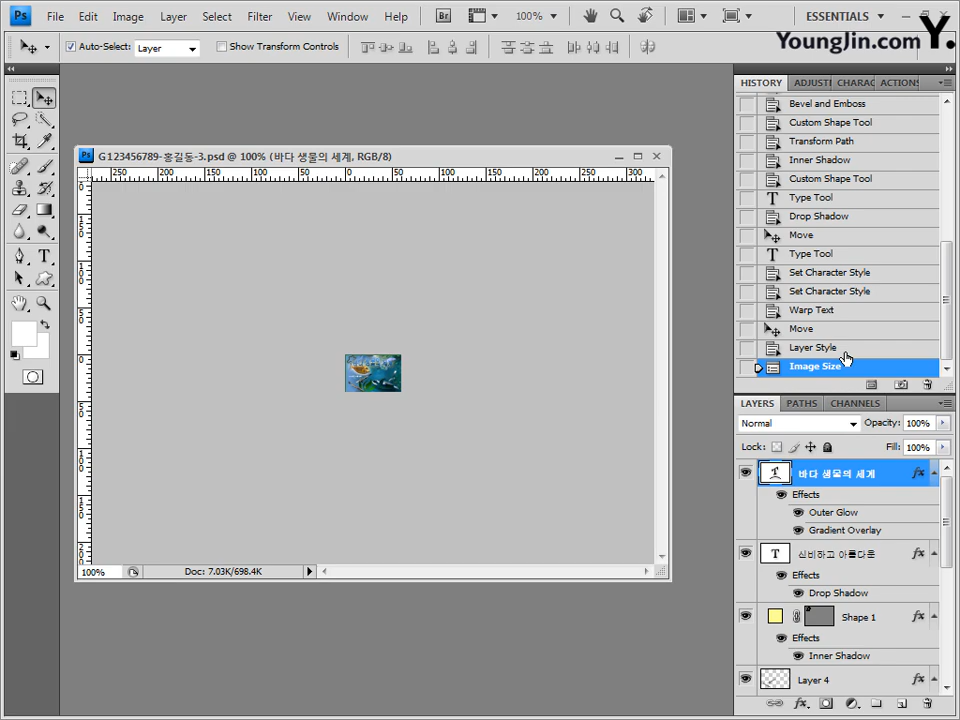 Ps File Edit Image Layer Select Filter View Window Help Br 100% ESSENTIALS
YoungJin.com Y.
Auto-Select: Layer Show Transform Controls
HISTORY ADJUSTI CHARAC ACTIONS
Bevel and Emboss
Custom Shape Tool
Transform Path
Inner Shadow
Custom Shape Tool
Type Tool
Drop Shadow
Move
Type Tool
Set Character Style
Set Character Style
Warp Text
Move
Layer Style
Image Size
Ps G123456789-홍길동-3.psd @ 100% (바다 생물의 세계, RGB/8)
250 200 150 100 50 0 50 100 150 200 250 300
100% Doc: 7.03K/698.4K
LAYERS PATHS CHANNELS
Normal Opacity: 100%
Lock: Fill: 100%
바다 생물의 세계 fx
Effects
Outer Glow
Gradient Overlay
T 신비하고 아름다운 fx
Effects
Drop Shadow
Shape 1 fx
Effects
Inner Shadow
Layer 4 fx